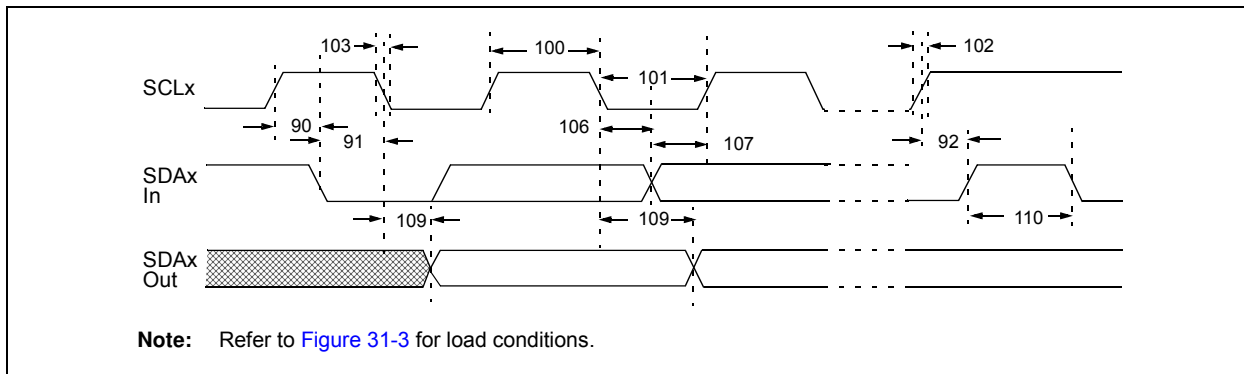 103
100
102
101
SCLx
90
106
91
107
92
SDAx
In
109
109
110
SDAx
Out
Note: Refer to Figure 31-3 for load conditions.